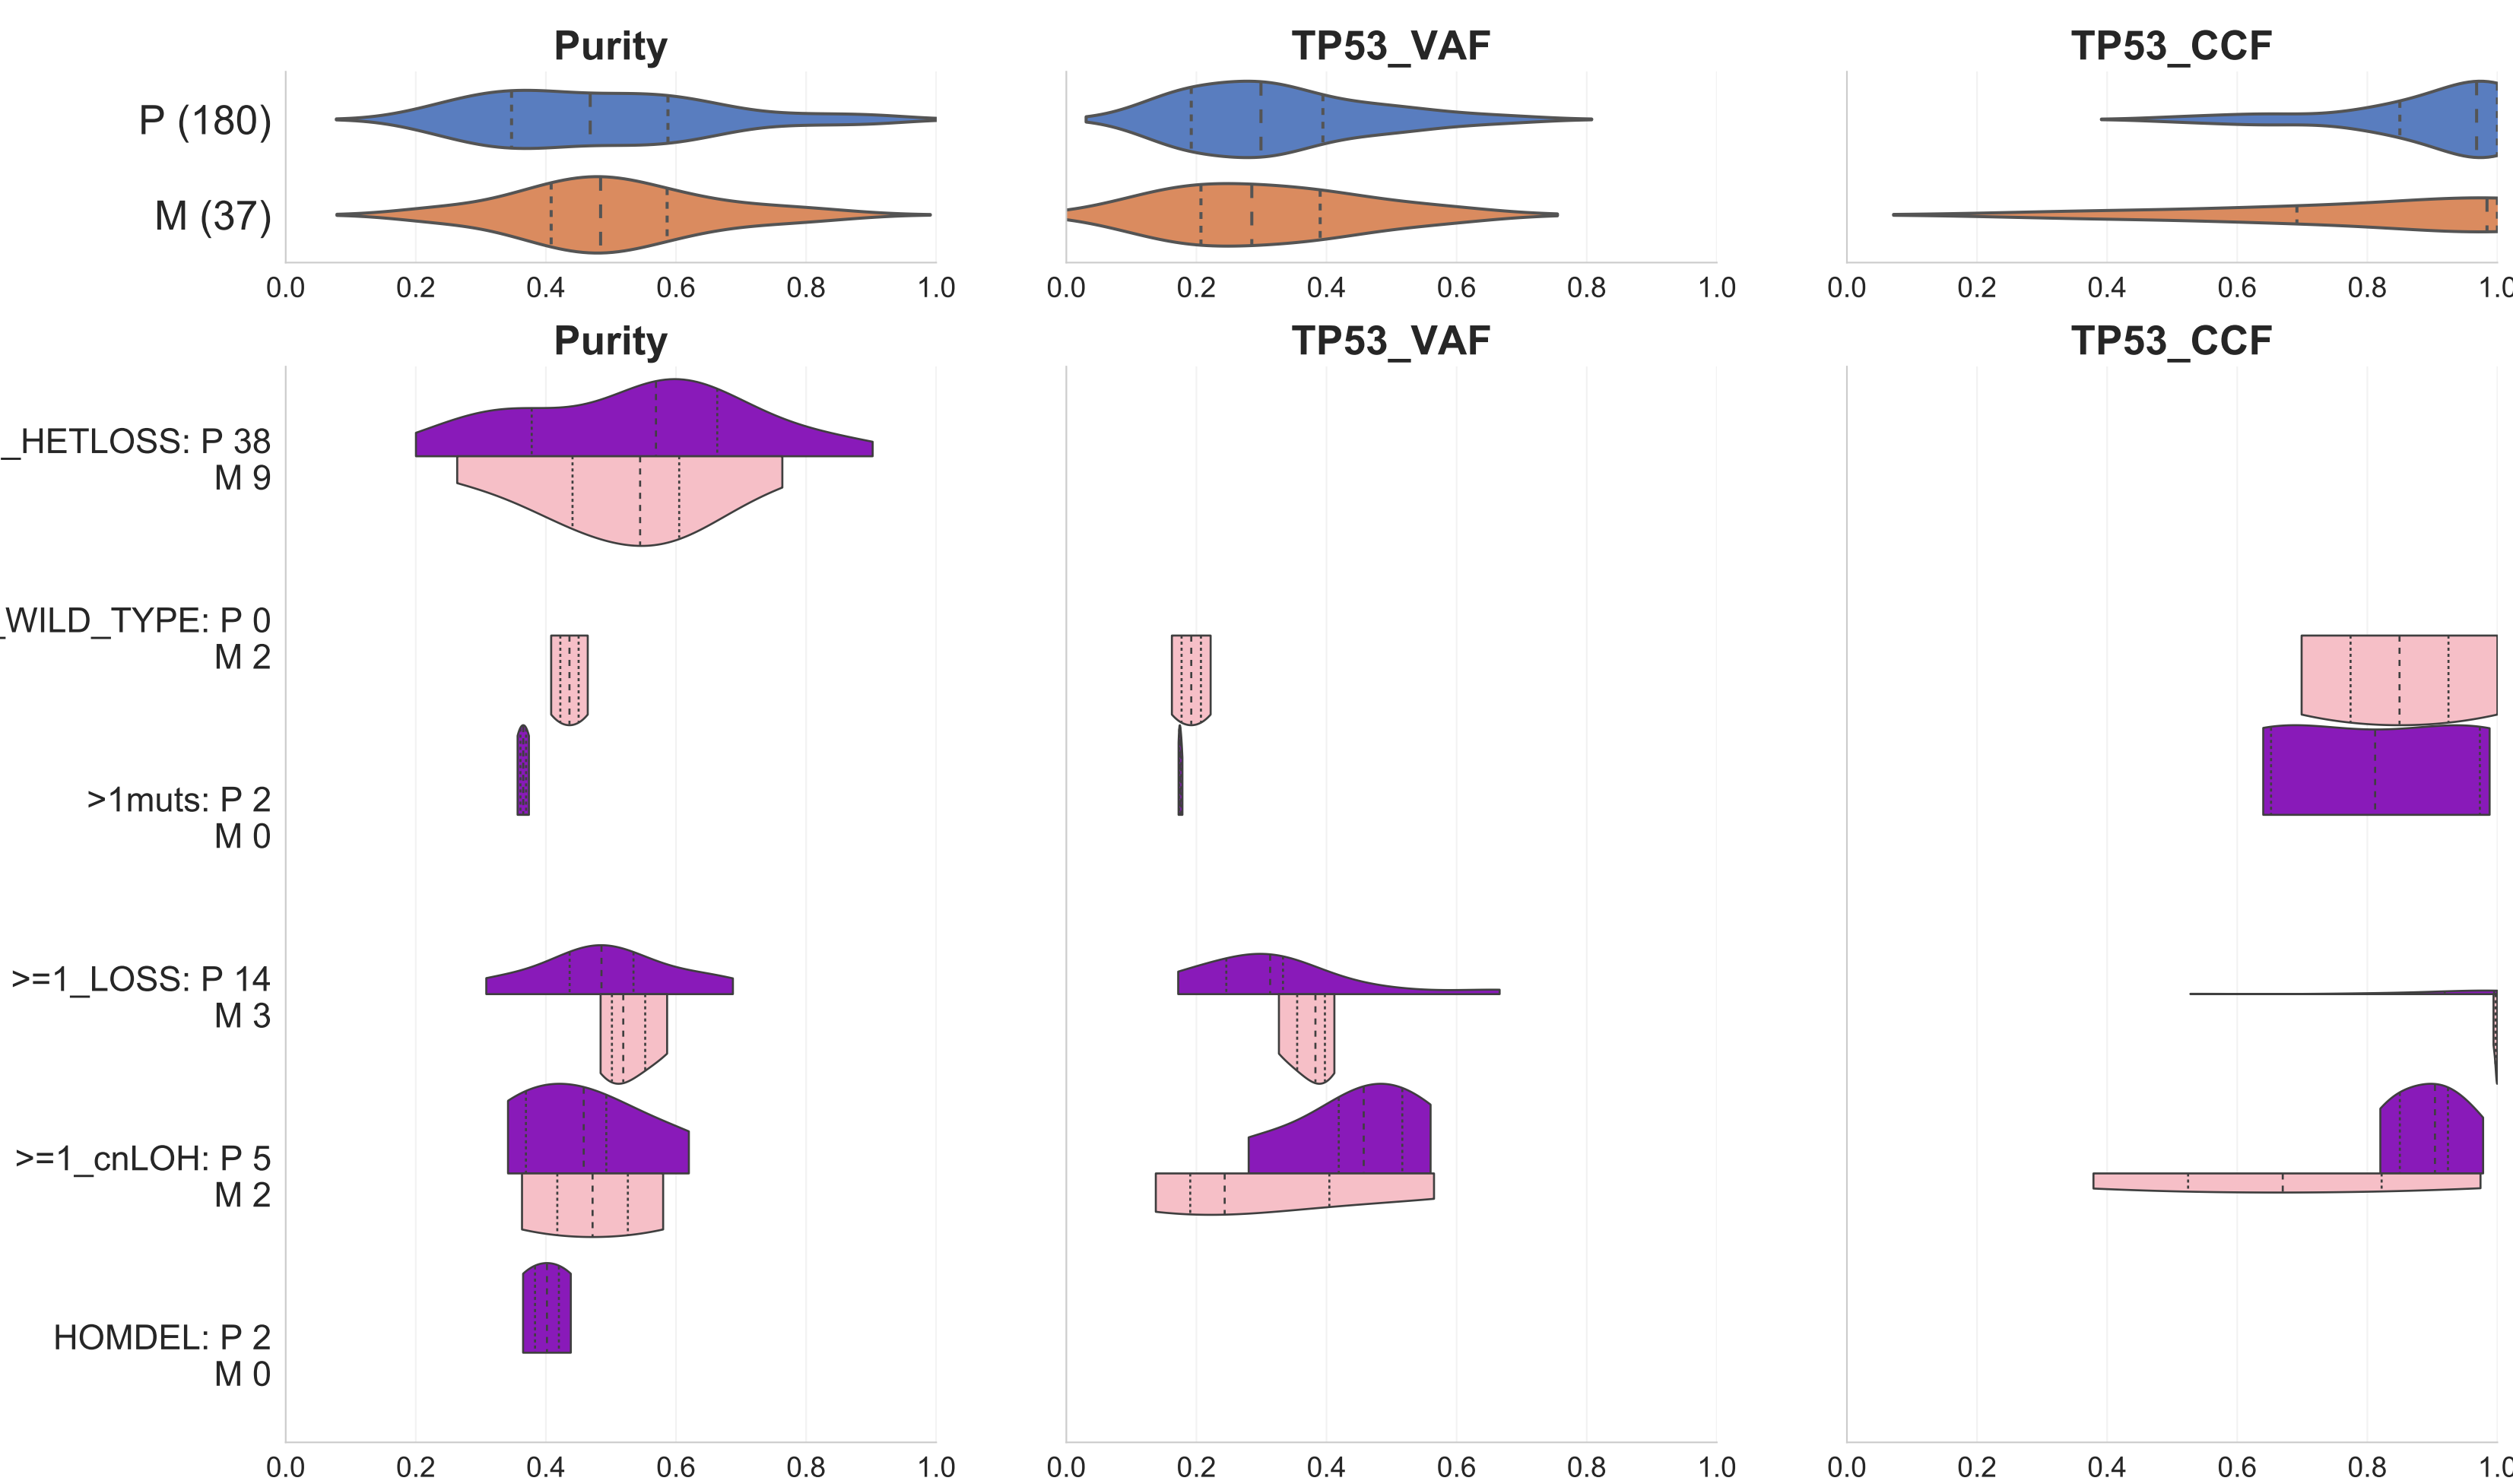 Purity TP53_VAF TP53_CCF
P (180)
M (37)
0.0 0.2 0.4 0.6 0.8 1.0 0.0 0.2 0.4 0.6 0.8 1.0 0.0 0.2 0.4 0.6 0.8 1.0
Purity TP53_VAF TP53_CCF
_HETLOSS: P 38
M 9
_WILD_TYPE: P 0
M 2
>1muts: P 2
M 0
>=1_LOSS: P 14
M 3
>=1_cnLOH: P 5
M 2
HOMDEL: P 2
M 0
0.0 0.2 0.4 0.6 0.8 1.0 0.0 0.2 0.4 0.6 0.8 1.0 0.0 0.2 0.4 0.6 0.8 1.0